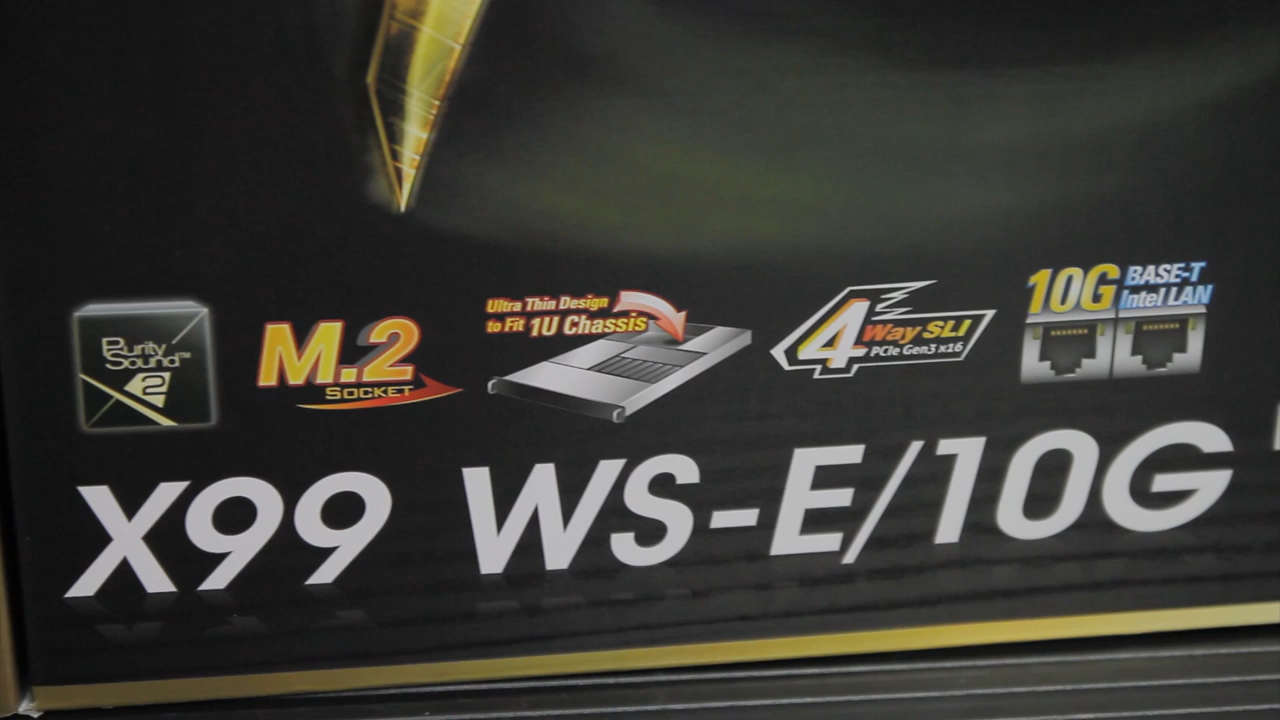 Purity
Sound™
2
M.2
SOCKET
Ultra Thin Design
to Fit 1U Chassis
4 Way SLI
PCIe Gen3 x16
10G BASE-T
Intel LAN
X99 WS-E/10G